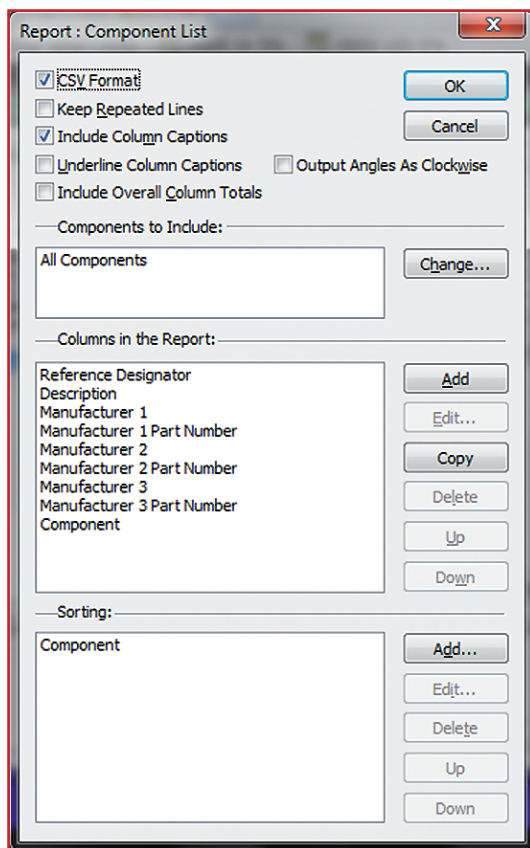 Report : Component List
CSV Format
OK
Keep Repeated Lines
Include Column Captions
Cancel
Underline Column Captions
Output Angles As Clockwise
Include Overall Column Totals
Components to Include:
All Components
Change...
Columns in the Report:
Reference Designator
Description
Manufacturer 1
Manufacturer 1 Part Number
Manufacturer 2
Manufacturer 2 Part Number
Manufacturer 3
Manufacturer 3 Part Number
Component
Add
Edit...
Copy
Delete
Up
Down
Sorting:
Component
Add...
Edit...
Delete
Up
Down